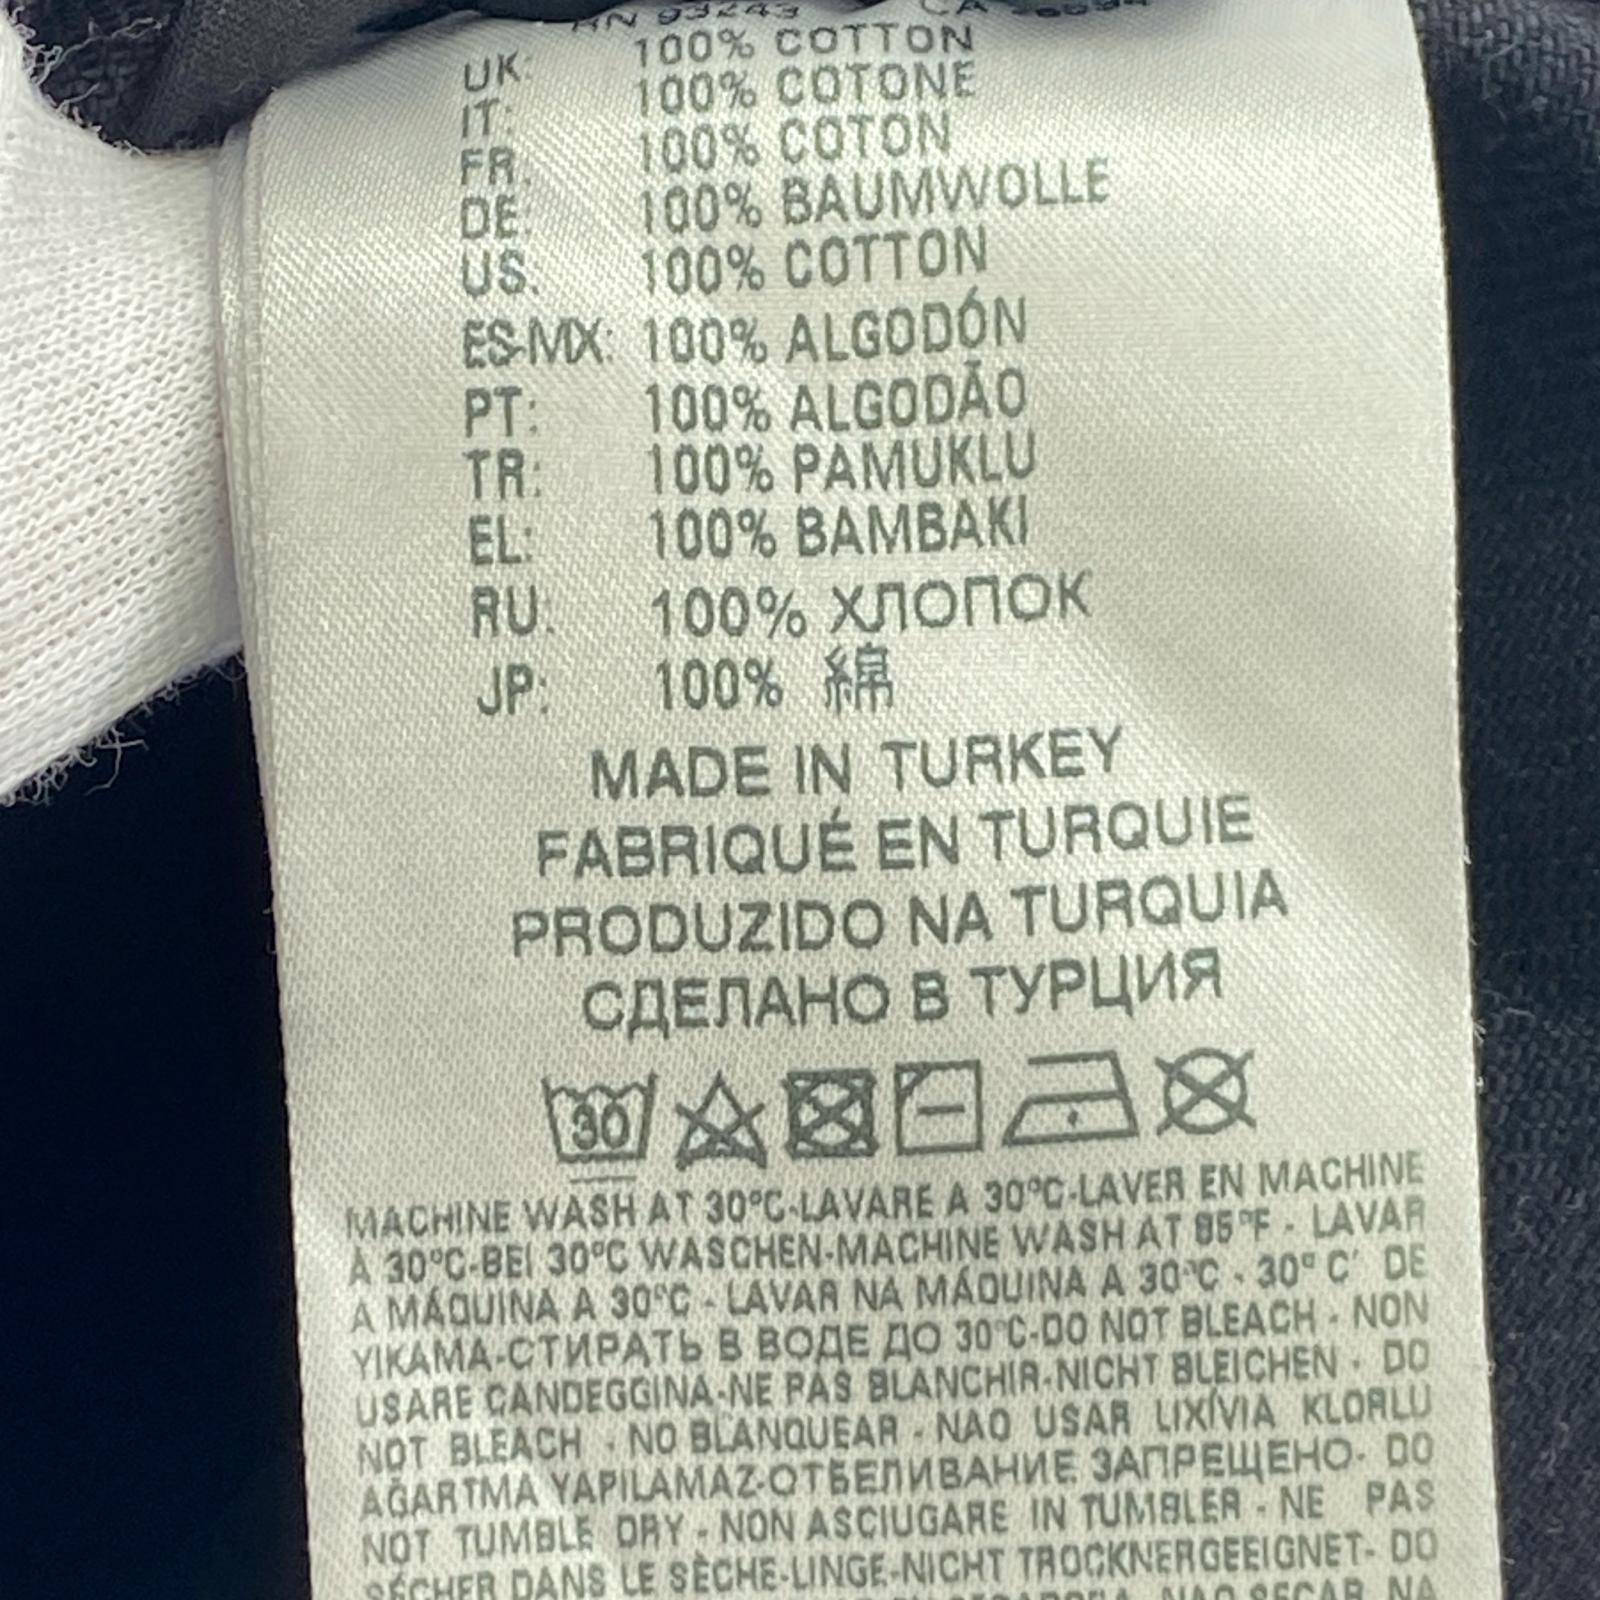 RN 93243 CA
UK: 100% COTTON
IT: 100% COTONE
FR. 100% COTON
DE: 100% BAUMWOLLE
US. 100% COTTON
ES-MX: 100% ALGODÓN
PT: 100% ALGODÃO
TR: 100% PAMUKLU
EL: 100% BAMBAKI
RU: 100% ХЛОПОК
JP: 100% 綿
MADE IN TURKEY
FABRIQUÉ EN TURQUIE
PRODUZIDO NA TURQUIA
СДЕЛАНО В ТУРЦИЯ
30
MACHINE WASH AT 30°C-LAVARE A 30°C-LAVER EN MACHINE
À 30°C-BEI 30°C WASCHEN-MACHINE WASH AT 85°F - LAVAR
A MÁQUINA A 30°C - LAVAR NA MÁQUINA A 30°C - 30° C' DE
YIKAMA-СТИРАТЬ В ВОДЕ ДО 30°C-DO NOT BLEACH - NON
USARE CANDEGGINA-NE PAS BLANCHIR-NICHT BLEICHEN - DO
NOT BLEACH - NO BLANQUEAR - NAO USAR LIXÍVIA KLORLU
AĞARTMA YAPILAMAZ-ОТБЕЛИВАНИЕ ЗАПРЕЩЕНО- DO
NOT TUMBLE DRY - NON ASCIUGARE IN TUMBLER - NE PAS
SÉCHER DANS LE SÈCHE-LINGE-NICHT TROCKNERGEEIGNET- DO
NAO SECAR NA